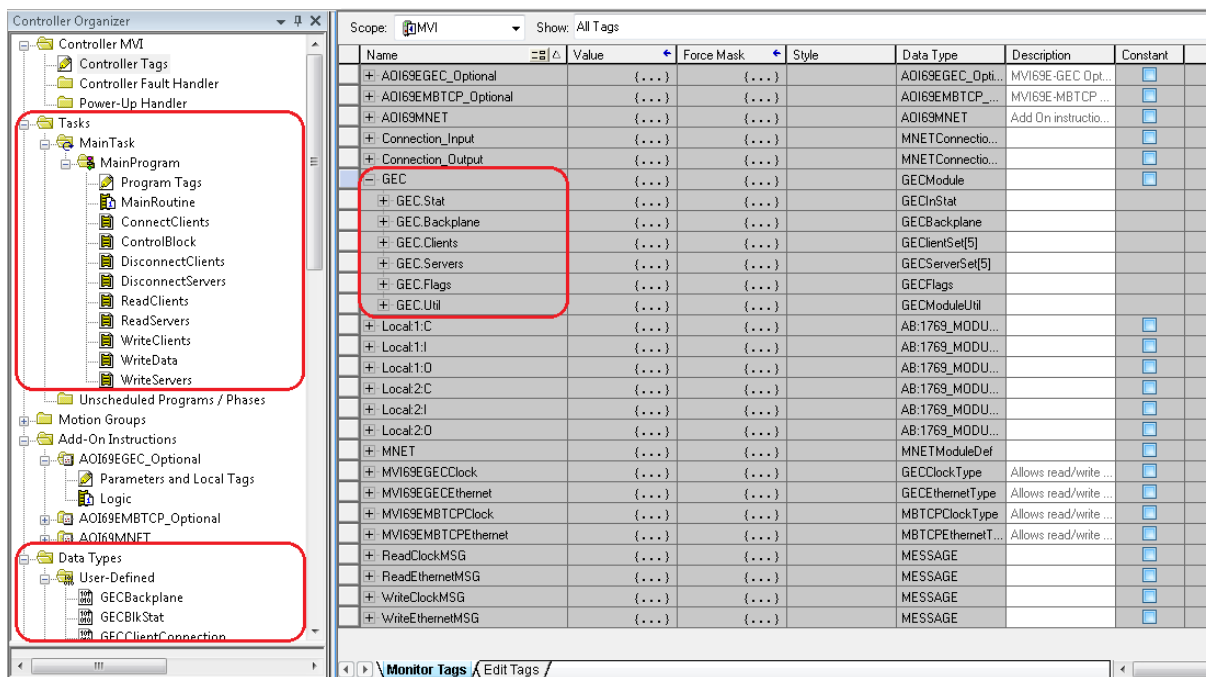 Controller Organizer
Controller MVI
Controller Tags
Controller Fault Handler
Power-Up Handler
Tasks
MainTask
MainProgram
Program Tags
MainRoutine
ConnectClients
ControlBlock
DisconnectClients
DisconnectServers
ReadClients
ReadServers
WriteClients
WriteData
WriteServers
Unscheduled Programs / Phases
Motion Groups
Add-On Instructions
AOI69EGEC_Optional
Parameters and Local Tags
Logic
AOI69EMBTCP_Optional
AOI69MNET
Data Types
User-Defined
GECBackplane
GECBlkStat
GECClientConnection
Scope: MVI Show: All Tags
Name Value Force Mask Style Data Type Description Constant
AOI69EGEC_Optional {...} {...} AOI69EGEC_Opti... MVI69E-GEC Opt...
AOI69EMBTCP_Optional {...} {...} AOI69EMBTCP_... MVI69E-MBTCP ...
AOI69MNET {...} {...} AOI69MNET Add On instructio...
Connection_Input {...} {...} MNETConnectio...
Connection_Output {...} {...} MNETConnectio...
GEC {...} {...} GECModule
GEC.Stat {...} {...} GECInStat
GEC.Backplane {...} {...} GECBackplane
GEC.Clients {...} {...} GEClientSet[5]
GEC.Servers {...} {...} GECServerSet[5]
GEC.Flags {...} {...} GECFlags
GEC.Util {...} {...} GECModuleUtil
Local:1:C {...} {...} AB:1769_MODU...
Local:1:I {...} {...} AB:1769_MODU...
Local:1:O {...} {...} AB:1769_MODU...
Local:2:C {...} {...} AB:1769_MODU...
Local:2:I {...} {...} AB:1769_MODU...
Local:2:O {...} {...} AB:1769_MODU...
MNET {...} {...} MNETModuleDef
MVI69EGECClock {...} {...} GECClockType Allows read/write ...
MVI69EGECEthernet {...} {...} GECEthernetType Allows read/write ...
MVI69EMBTCPClock {...} {...} MBTCPClockType Allows read/write ...
MVI69EMBTCPEthernet {...} {...} MBTCPEthernetT... Allows read/write ...
ReadClockMSG {...} {...} MESSAGE
ReadEthernetMSG {...} {...} MESSAGE
WriteClockMSG {...} {...} MESSAGE
WriteEthernetMSG {...} {...} MESSAGE
Monitor Tags Edit Tags